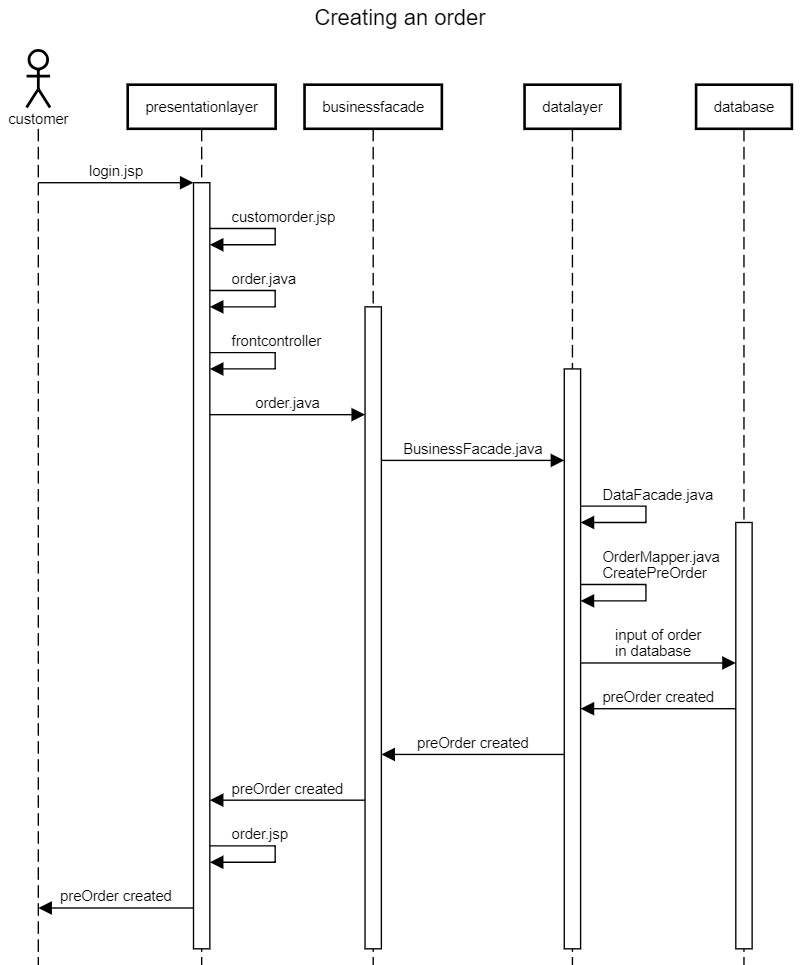 Creating an order
customer
presentationlayer
businessfacade
datalayer
database
login.jsp
customorder.jsp
order.java
frontcontroller
order.java
BusinessFacade.java
DataFacade.java
OrderMapper.java
CreatePreOrder
input of order
in database
preOrder created
preOrder created
preOrder created
order.jsp
preOrder created